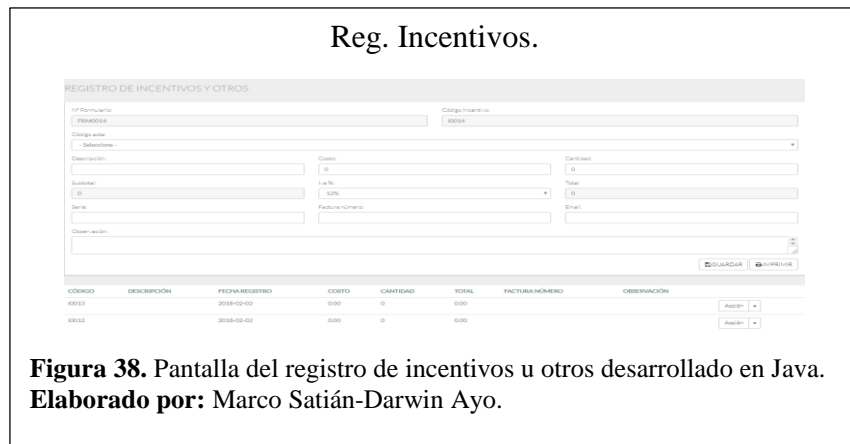 Reg. Incentivos.
REGISTRO DE INCENTIVOS Y OTROS
N° Formulario: Código Incentivo:
FRM0014 I0014
Código aste:
- Seleccione -
Descripción: Costo: Cantidad:
0 0
Subtotal: Iva %: Total:
0 12% 0
Serie: Factura número: Email:
Observación:
GUARDAR IMPRIMIR
CÓDIGO DESCRIPCIÓN FECHA REGISTRO COSTO CANTIDAD TOTAL FACTURA NÚMERO OBSERVACIÓN
I0013 2018-02-02 0.00 0 0.00 Acción
I0012 2018-02-02 0.00 0 0.00 Acción
Figura 38. Pantalla del registro de incentivos u otros desarrollado en Java.
Elaborado por: Marco Satián-Darwin Ayo.